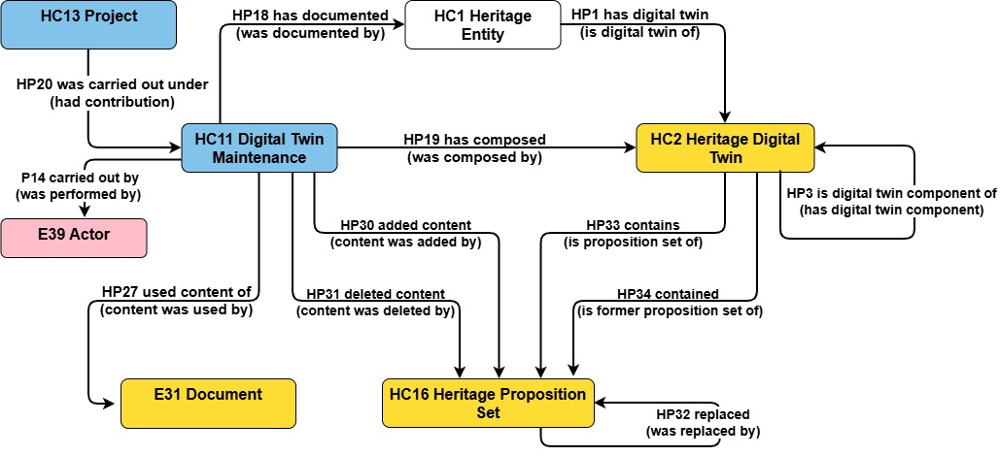 HC13 Project
HP18 has documented
(was documented by)
HC1 Heritage
Entity
HP1 has digital twin
(is digital twin of)
HP20 was carried out under
(had contribution)
HC11 Digital Twin
Maintenance
HP19 has composed
(was composed by)
HC2 Heritage Digital
Twin
P14 carried out by
(was performed by)
HP3 is digital twin component of
(has digital twin component)
E39 Actor
HP30 added content
(content was added by)
HP33 contains
(is proposition set of)
HP27 used content of
(content was used by)
HP31 deleted content
(content was deleted by)
HP34 contained
(is former proposition set of)
E31 Document
HC16 Heritage Proposition
Set
HP32 replaced
(was replaced by)